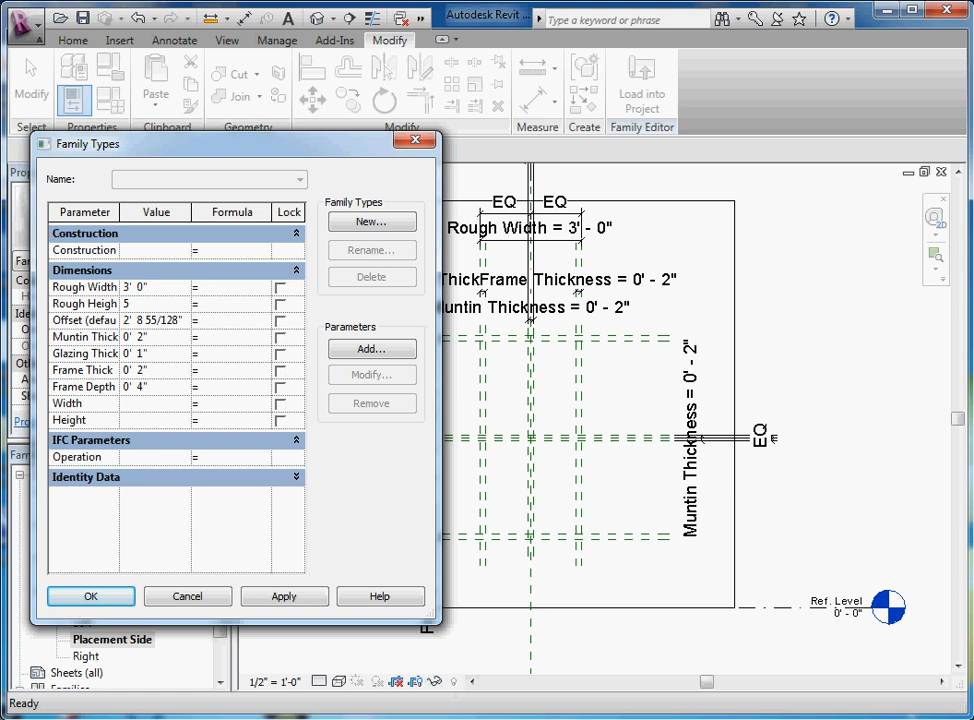 Autodesk Revit ...
Type a keyword or phrase
Home Insert Annotate View Manage Add-Ins Modify
Modify
Paste
Cut
Join
Load into
Project
Select Properties Clipboard Geometry Modify Measure Create Family Editor
Family Types
Name:
Parameter Value Formula Lock
Construction
Construction =
Dimensions
Rough Width 3' 0" =
Rough Heigh 5 =
Offset (defau 2' 8 55/128" =
Muntin Thick 0' 2" =
Glazing Thick 0' 1" =
Frame Thick 0' 2" =
Frame Depth 0' 4" =
Width =
Height =
IFC Parameters
Operation =
Identity Data
Family Types
New...
Rename...
Delete
Parameters
Add...
Modify...
Remove
OK Cancel Apply Help
EQ EQ
Rough Width = 3' - 0"
ThickFrame Thickness = 0' - 2"
untin Thickness = 0' - 2"
Muntin Thickness = 0' - 2"
EQ
Ref. Level
0' - 0"
2D
Placement Side
Right
Sheets (all)
1/2" = 1'-0"
Ready